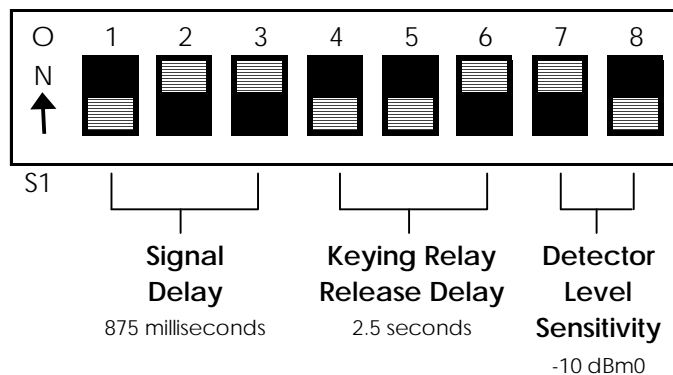 O 1 2 3 4 5 6 7 8
N
S1
Signal
Delay
875 milliseconds
Keying Relay
Release Delay
2.5 seconds
Detector
Level
Sensitivity
-10 dBm0